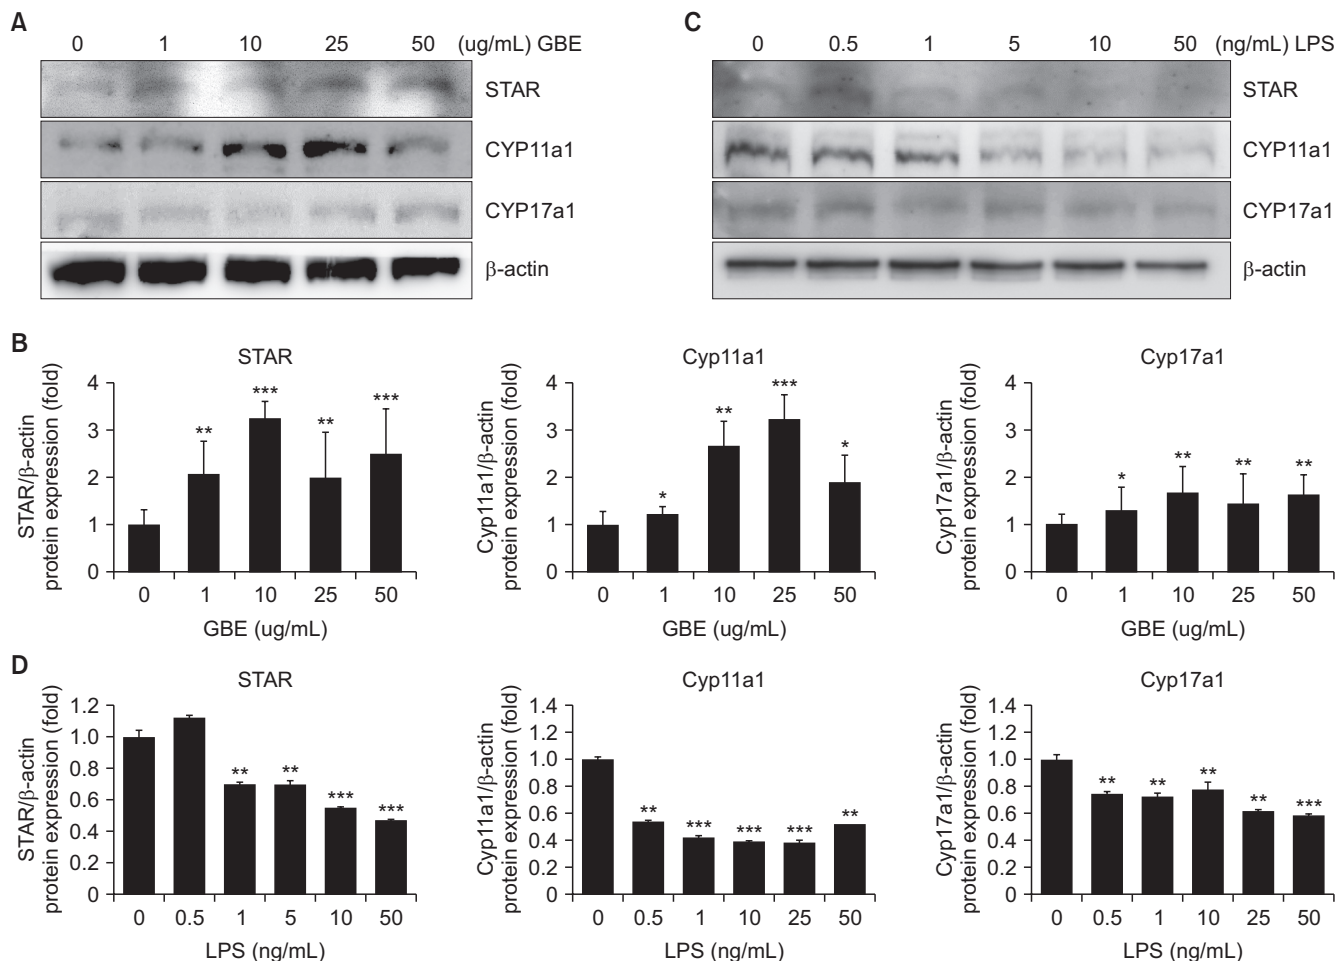 A
0 1 10 25 50 (ug/mL) GBE
STAR
CYP11a1
CYP17a1
β-actin
C
0 0.5 1 5 10 50 (ng/mL) LPS
STAR
CYP11a1
CYP17a1
β-actin
B
STAR
STAR/β-actin
protein expression (fold)
4
3
2
1
0
** *** ** ***
0 1 10 25 50
GBE (ug/mL)
Cyp11a1
Cyp11a1/β-actin
protein expression (fold)
4
3
2
1
0
* ** *** *
0 1 10 25 50
GBE (ug/mL)
Cyp17a1
Cyp17a1/β-actin
protein expression (fold)
4
3
2
1
0
* ** ** **
0 1 10 25 50
GBE (ug/mL)
D
STAR
STAR/β-actin
protein expression (fold)
1.2
1.0
0.8
0.6
0.4
0.2
0
** ** *** ***
0 0.5 1 5 10 50
LPS (ng/mL)
Cyp11a1
Cyp11a1/β-actin
protein expression (fold)
1.4
1.2
1.0
0.8
0.6
0.4
0.2
0
** *** *** *** **
0 0.5 1 10 25 50
LPS (ng/mL)
Cyp17a1
Cyp17a1/β-actin
protein expression (fold)
1.4
1.2
1.0
0.8
0.6
0.4
0.2
0
** ** ** ** ***
0 0.5 1 10 25 50
LPS (ng/mL)